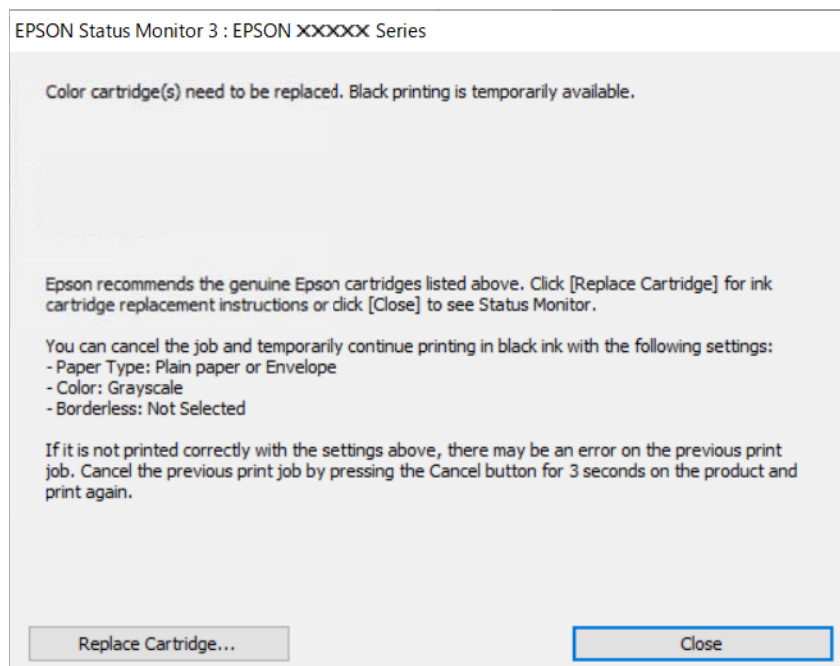 EPSON Status Monitor 3 : EPSON XXXXX Series
Color cartridge(s) need to be replaced. Black printing is temporarily available.
Epson recommends the genuine Epson cartridges listed above. Click [Replace Cartridge] for ink
cartridge replacement instructions or click [Close] to see Status Monitor.
You can cancel the job and temporarily continue printing in black ink with the following settings:
- Paper Type: Plain paper or Envelope
- Color: Grayscale
- Borderless: Not Selected
If it is not printed correctly with the settings above, there may be an error on the previous print
job. Cancel the previous print job by pressing the Cancel button for 3 seconds on the product and
print again.
Replace Cartridge...
Close